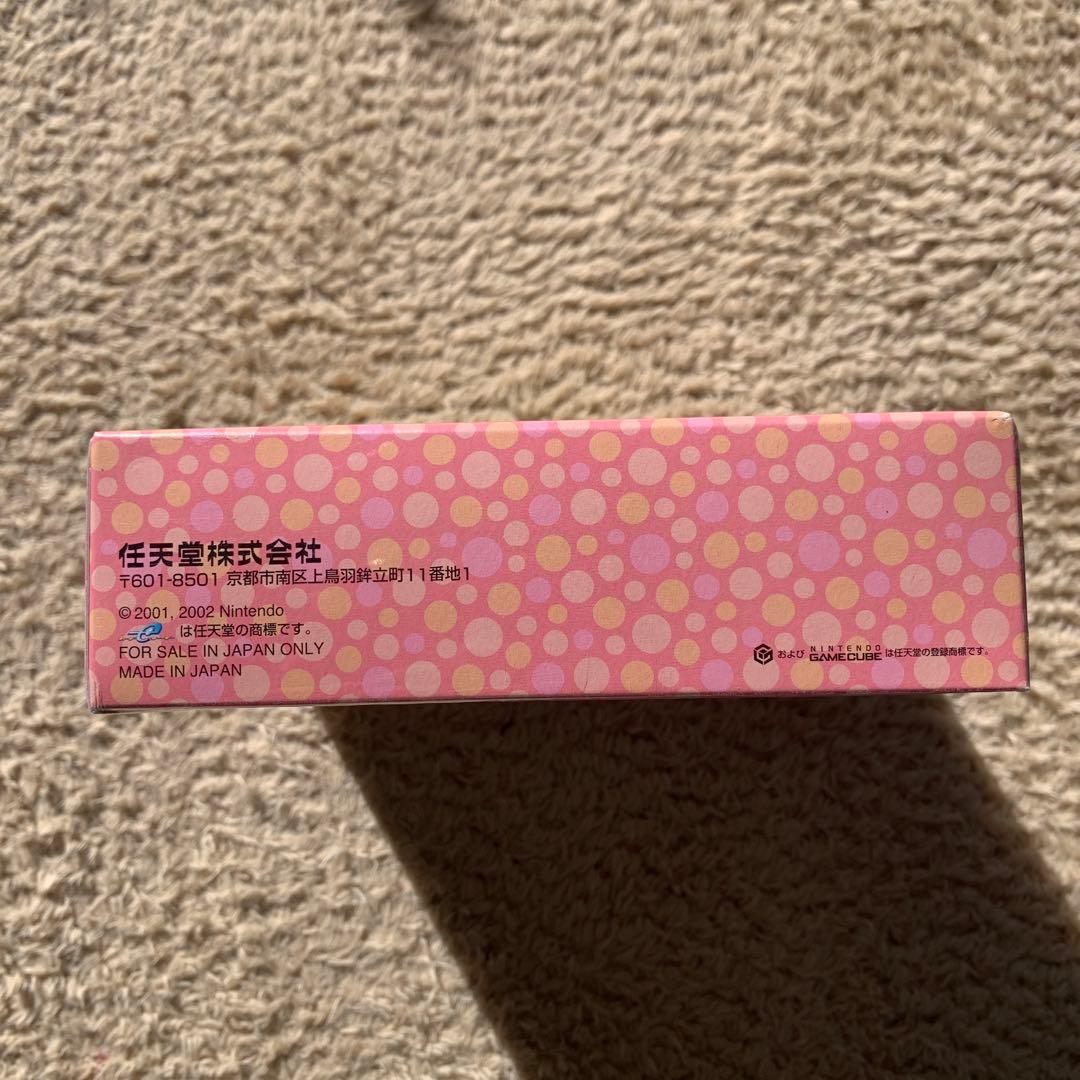 任天堂株式会社
〒601-8501 京都市南区上鳥羽鉾立町11番地1
© 2001, 2002 Nintendo
は任天堂の商標です。
FOR SALE IN JAPAN ONLY
MADE IN JAPAN
および NINTENDO GAMECUBE は任天堂の登録商標です。